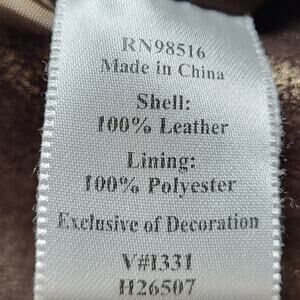 RN98516
Made in China
Shell:
100% Leather
Lining:
100% Polyester
Exclusive of Decoration
V#1331
H26507